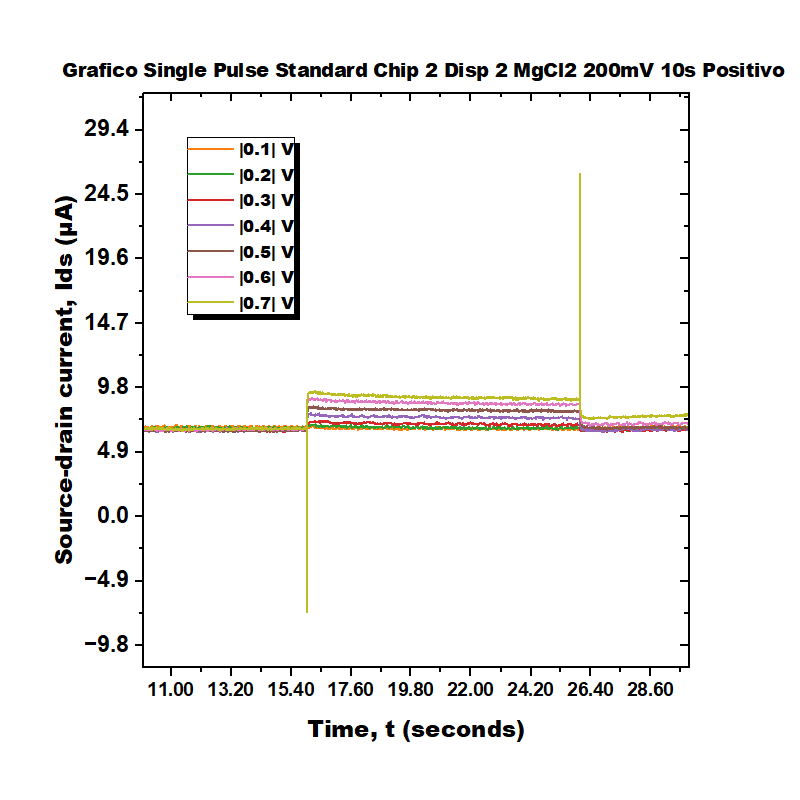 Grafico Single Pulse Standard Chip 2 Disp 2 MgCl2 200mV 10s Positivo
29.4
24.5
19.6
14.7
9.8
4.9
0.0
−4.9
−9.8
Source-drain current, Ids (µA)
|0.1| V
|0.2| V
|0.3| V
|0.4| V
|0.5| V
|0.6| V
|0.7| V
11.00 13.20 15.40 17.60 19.80 22.00 24.20 26.40 28.60
Time, t (seconds)